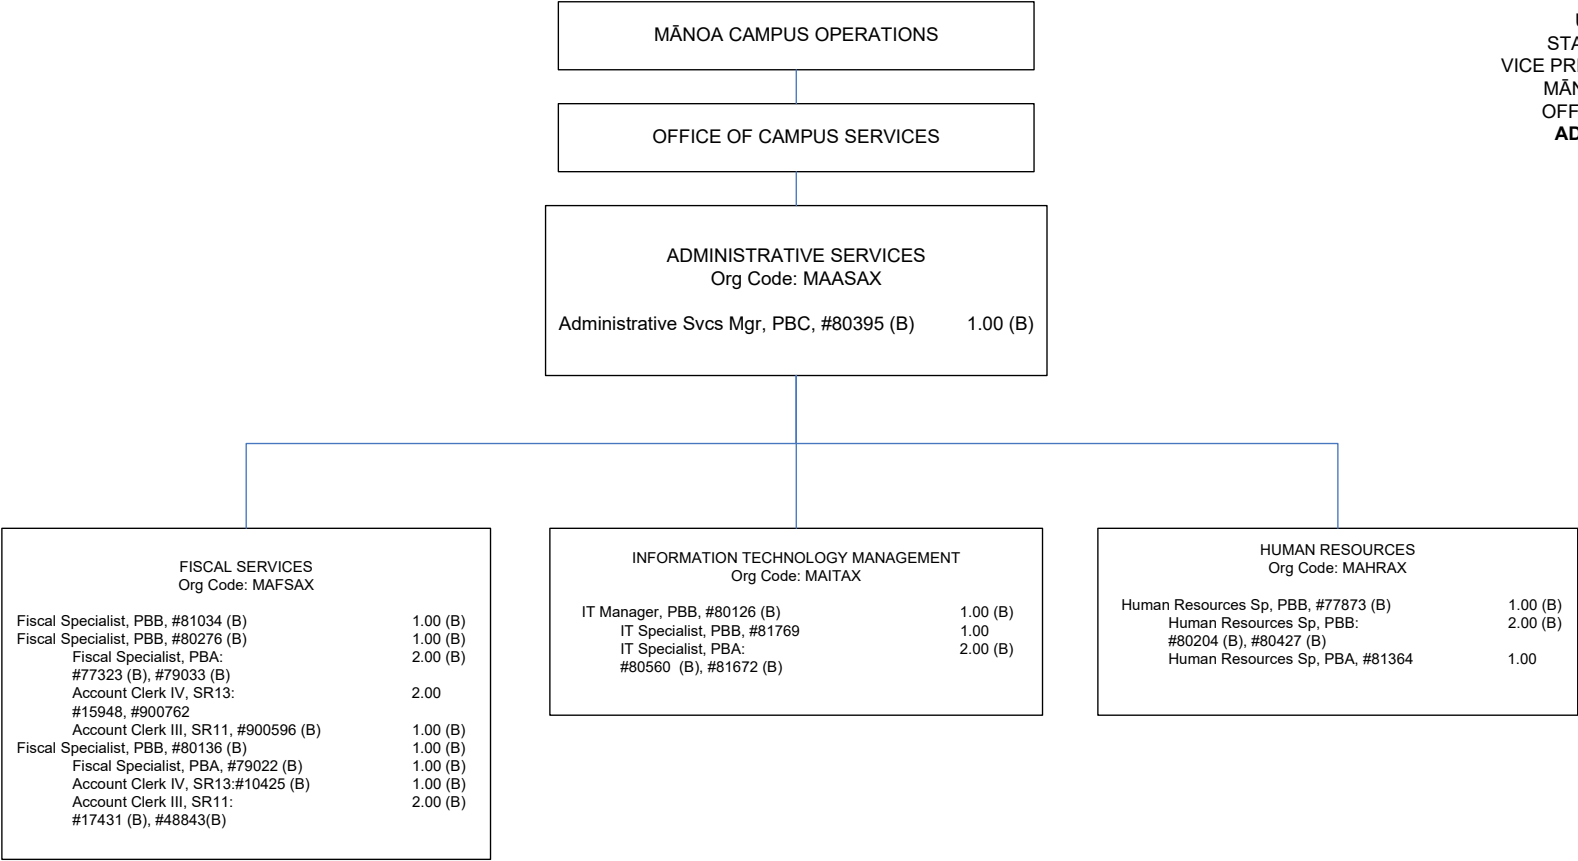 MĀNOA CAMPUS OPERATIONS
STA
VICE PR
MĀN
OFF
AD
OFFICE OF CAMPUS SERVICES
ADMINISTRATIVE SERVICES
Org Code: MAASAX
Administrative Svcs Mgr, PBC, #80395 (B) 1.00 (B)
FISCAL SERVICES
Org Code: MAFSAX
Fiscal Specialist, PBB, #81034 (B) 1.00 (B)
Fiscal Specialist, PBB, #80276 (B) 1.00 (B)
Fiscal Specialist, PBA: 2.00 (B)
#77323 (B), #79033 (B)
Account Clerk IV, SR13: 2.00
#15948, #900762
Account Clerk III, SR11, #900596 (B) 1.00 (B)
Fiscal Specialist, PBB, #80136 (B) 1.00 (B)
Fiscal Specialist, PBA, #79022 (B) 1.00 (B)
Account Clerk IV, SR13:#10425 (B) 1.00 (B)
Account Clerk III, SR11: 2.00 (B)
#17431 (B), #48843(B)
INFORMATION TECHNOLOGY MANAGEMENT
Org Code: MAITAX
IT Manager, PBB, #80126 (B) 1.00 (B)
IT Specialist, PBB, #81769 1.00
IT Specialist, PBA: 2.00 (B)
#80560 (B), #81672 (B)
HUMAN RESOURCES
Org Code: MAHRAX
Human Resources Sp, PBB, #77873 (B) 1.00 (B)
Human Resources Sp, PBB: 2.00 (B)
#80204 (B), #80427 (B)
Human Resources Sp, PBA, #81364 1.00